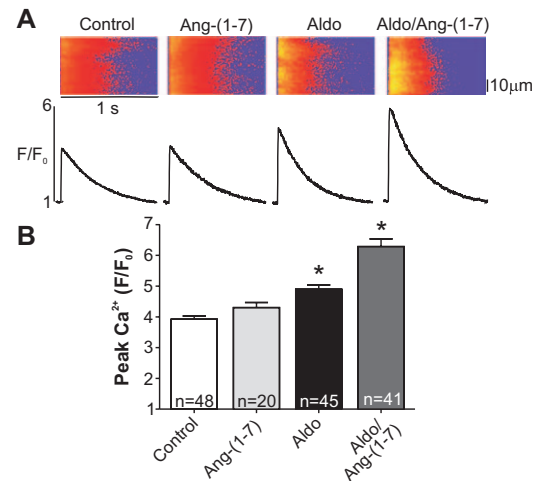 A
Control Ang-(1-7) Aldo Aldo/Ang-(1-7)
10μm
1 s
6
F/F₀
1
B
Peak Ca²⁺ (F/F₀)
7
6
5
4
3
2
1
* *
n=48 n=20 n=45 n=41
Control
Ang-(1-7)
Aldo
Aldo/
Ang-(1-7)